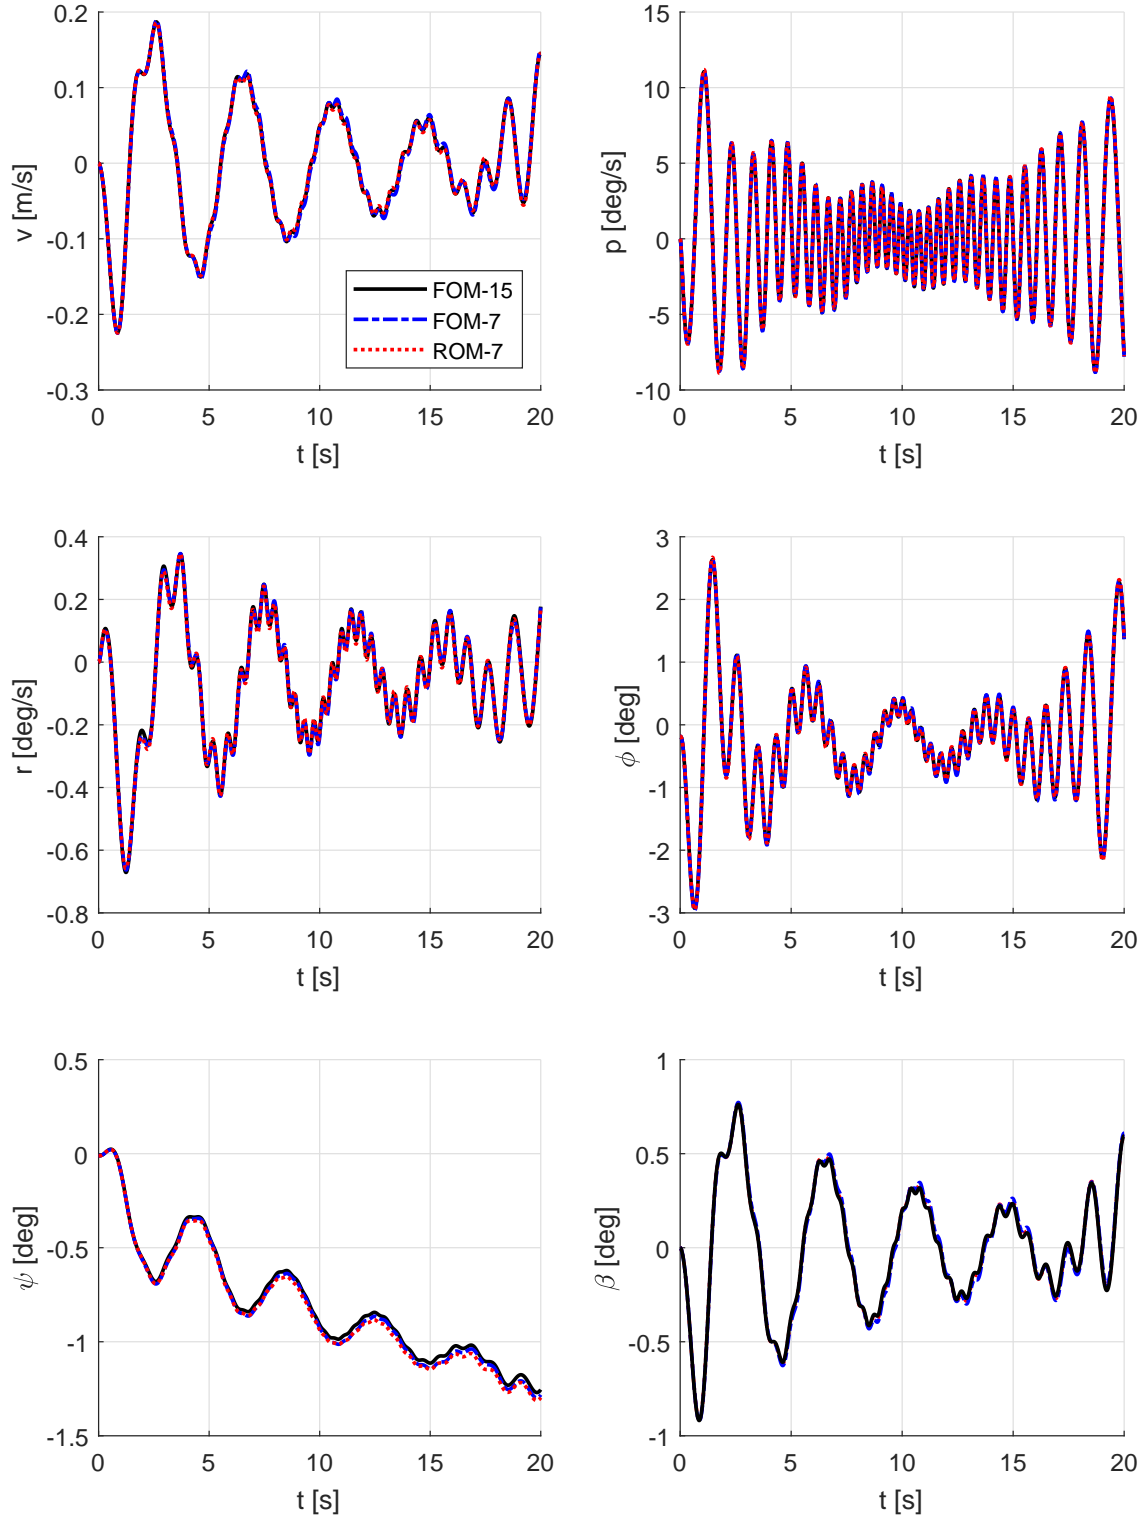 0.2
0.1
0
-0.1
-0.2
-0.3
v [m/s]
FOM-15
FOM-7
ROM-7
0 5 10 15 20
t [s]
15
10
5
0
-5
-10
p [deg/s]
0 5 10 15 20
t [s]
0.4
0.2
0
-0.2
-0.4
-0.6
-0.8
r [deg/s]
0 5 10 15 20
t [s]
3
2
1
0
-1
-2
-3
ϕ [deg]
0 5 10 15 20
t [s]
0.5
0
-0.5
-1
-1.5
ψ [deg]
0 5 10 15 20
t [s]
1
0.5
0
-0.5
-1
β [deg]
0 5 10 15 20
t [s]